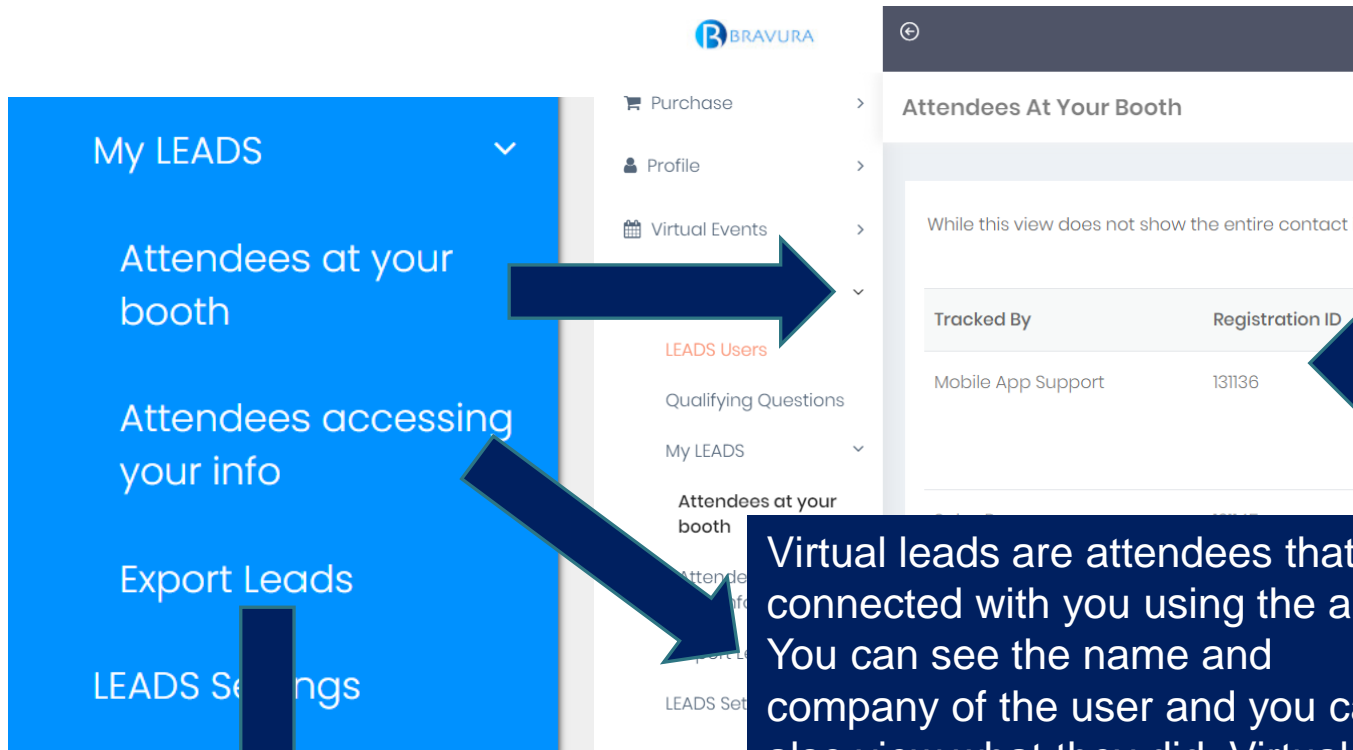 BRAVURA
My LEADS
Attendees at your
booth
Attendees accessing
your info
Export Leads
LEADS
Purchase
Profile
Virtual Events
LEADS Users
Qualifying Questions
My LEADS
Attendees at your
booth
LEADS
Attendees At Your Booth
While this view does not show the entire contact
Tracked By Registration ID
Mobile App Support 131136
Virtual leads are attendees that
connected with you using the
You can see the name and
company of the user and you